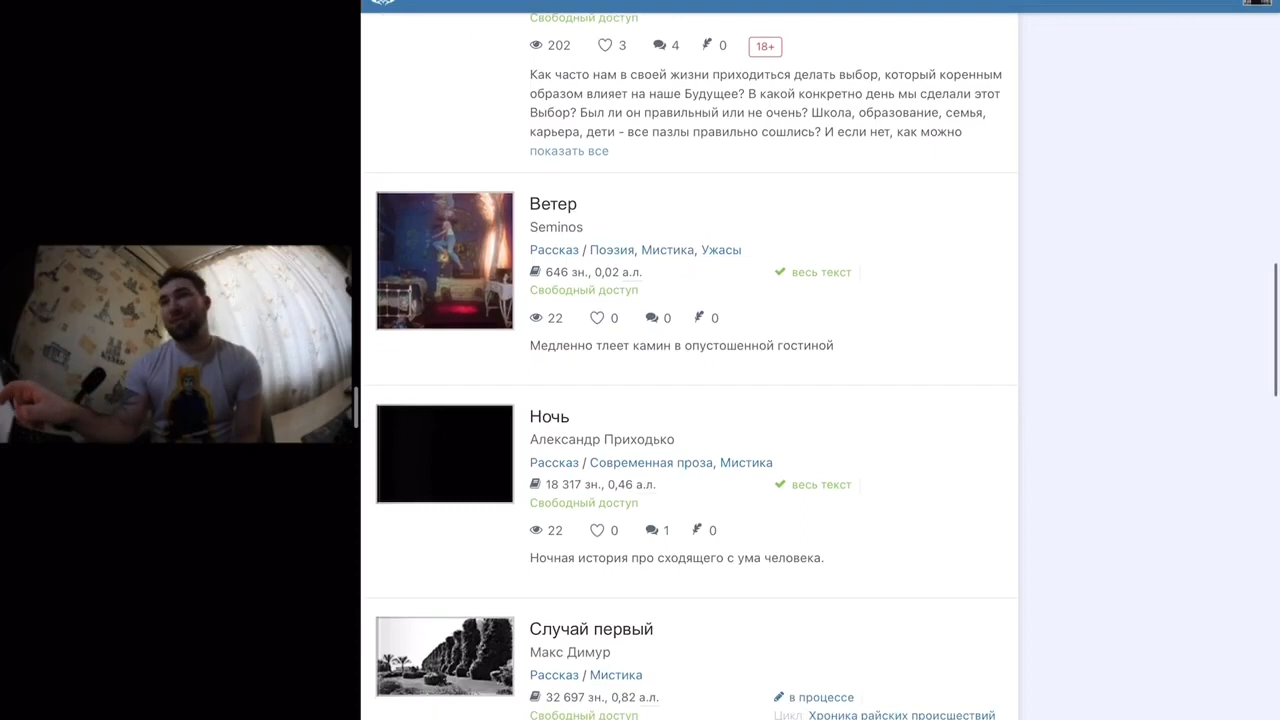 Свободный доступ
202 3 4 0 18+
Как часто нам в своей жизни приходиться делать выбор, который коренным
образом влияет на наше Будущее? В какой конкретно день мы сделали этот
Выбор? Был ли он правильный или не очень? Школа, образование, семья,
карьера, дети - все пазлы правильно сошлись? И если нет, как можно
показать все
Ветер
Seminos
Рассказ / Поэзия, Мистика, Ужасы
646 зн., 0,02 а.л. весь текст
Свободный доступ
22 0 0 0
Медленно тлеет камин в опустошенной гостиной
Ночь
Александр Приходько
Рассказ / Современная проза, Мистика
18 317 зн., 0,46 а.л. весь текст
Свободный доступ
22 0 1 0
Ночная история про сходящего с ума человека.
Случай первый
Макс Димур
Рассказ / Мистика
32 697 зн., 0,82 а.л. в процессе
Свободный доступ Цикл: Хроника райских происшествий